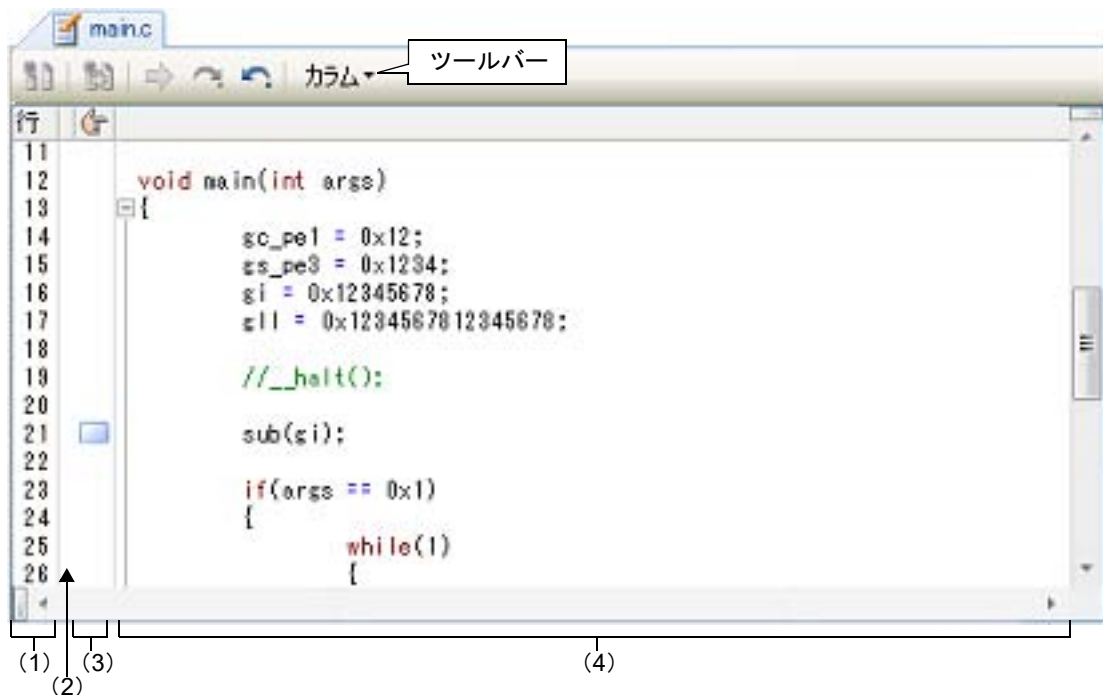 main.c
カラム
ツールバー
行
11
12 void main(int args)
13 {
14 gc_pe1 = 0x12;
15 gs_pe3 = 0x1234;
16 gi = 0x12345678;
17 gll = 0x1234567812345678;
18
19 //__halt();
20
21 sub(gi);
22
23 if(args == 0x1)
24 {
25 while(1)
26 {
(1) (3) (4)
(2)